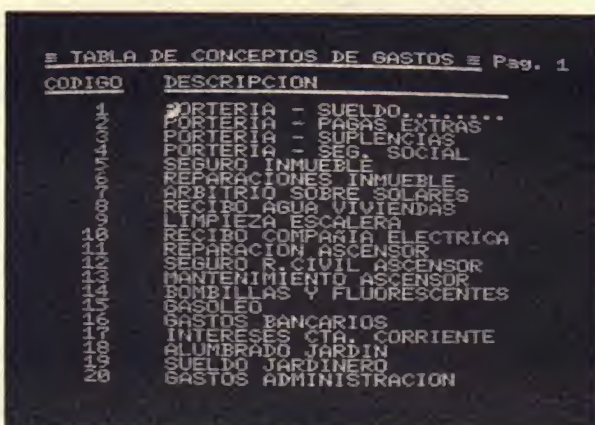 ≡ TABLA DE CONCEPTOS DE GASTOS ≡ Pag. 1
CODIGO DESCRIPCION
1 PORTERIA - SUELDO.........
2 PORTERIA - PAGAS EXTRAS
3 PORTERIA - SUPLENCIAS
4 PORTERIA - SEG. SOCIAL
5 SEGURO INMUEBLE
6 REPARACIONES INMUEBLE
7 ARBITRIO SOBRE SOLARES
8 RECIBO AGUA VIVIENDAS
9 LIMPIEZA ESCALERA
10 RECIBO COMPAÑIA ELECTRICA
11 REPARACION ASCENSOR
12 SEGURO R.CIVIL ASCENSOR
13 MANTENIMIENTO ASCENSOR
14 BOMBILLAS Y FLUORESCENTES
15 GASOLEO
16 GASTOS BANCARIOS
17 INTERESES CTA. CORRIENTE
18 ALUMBRADO JARDIN
19 SUELDO JARDINERO
20 GASTOS ADMINISTRACION